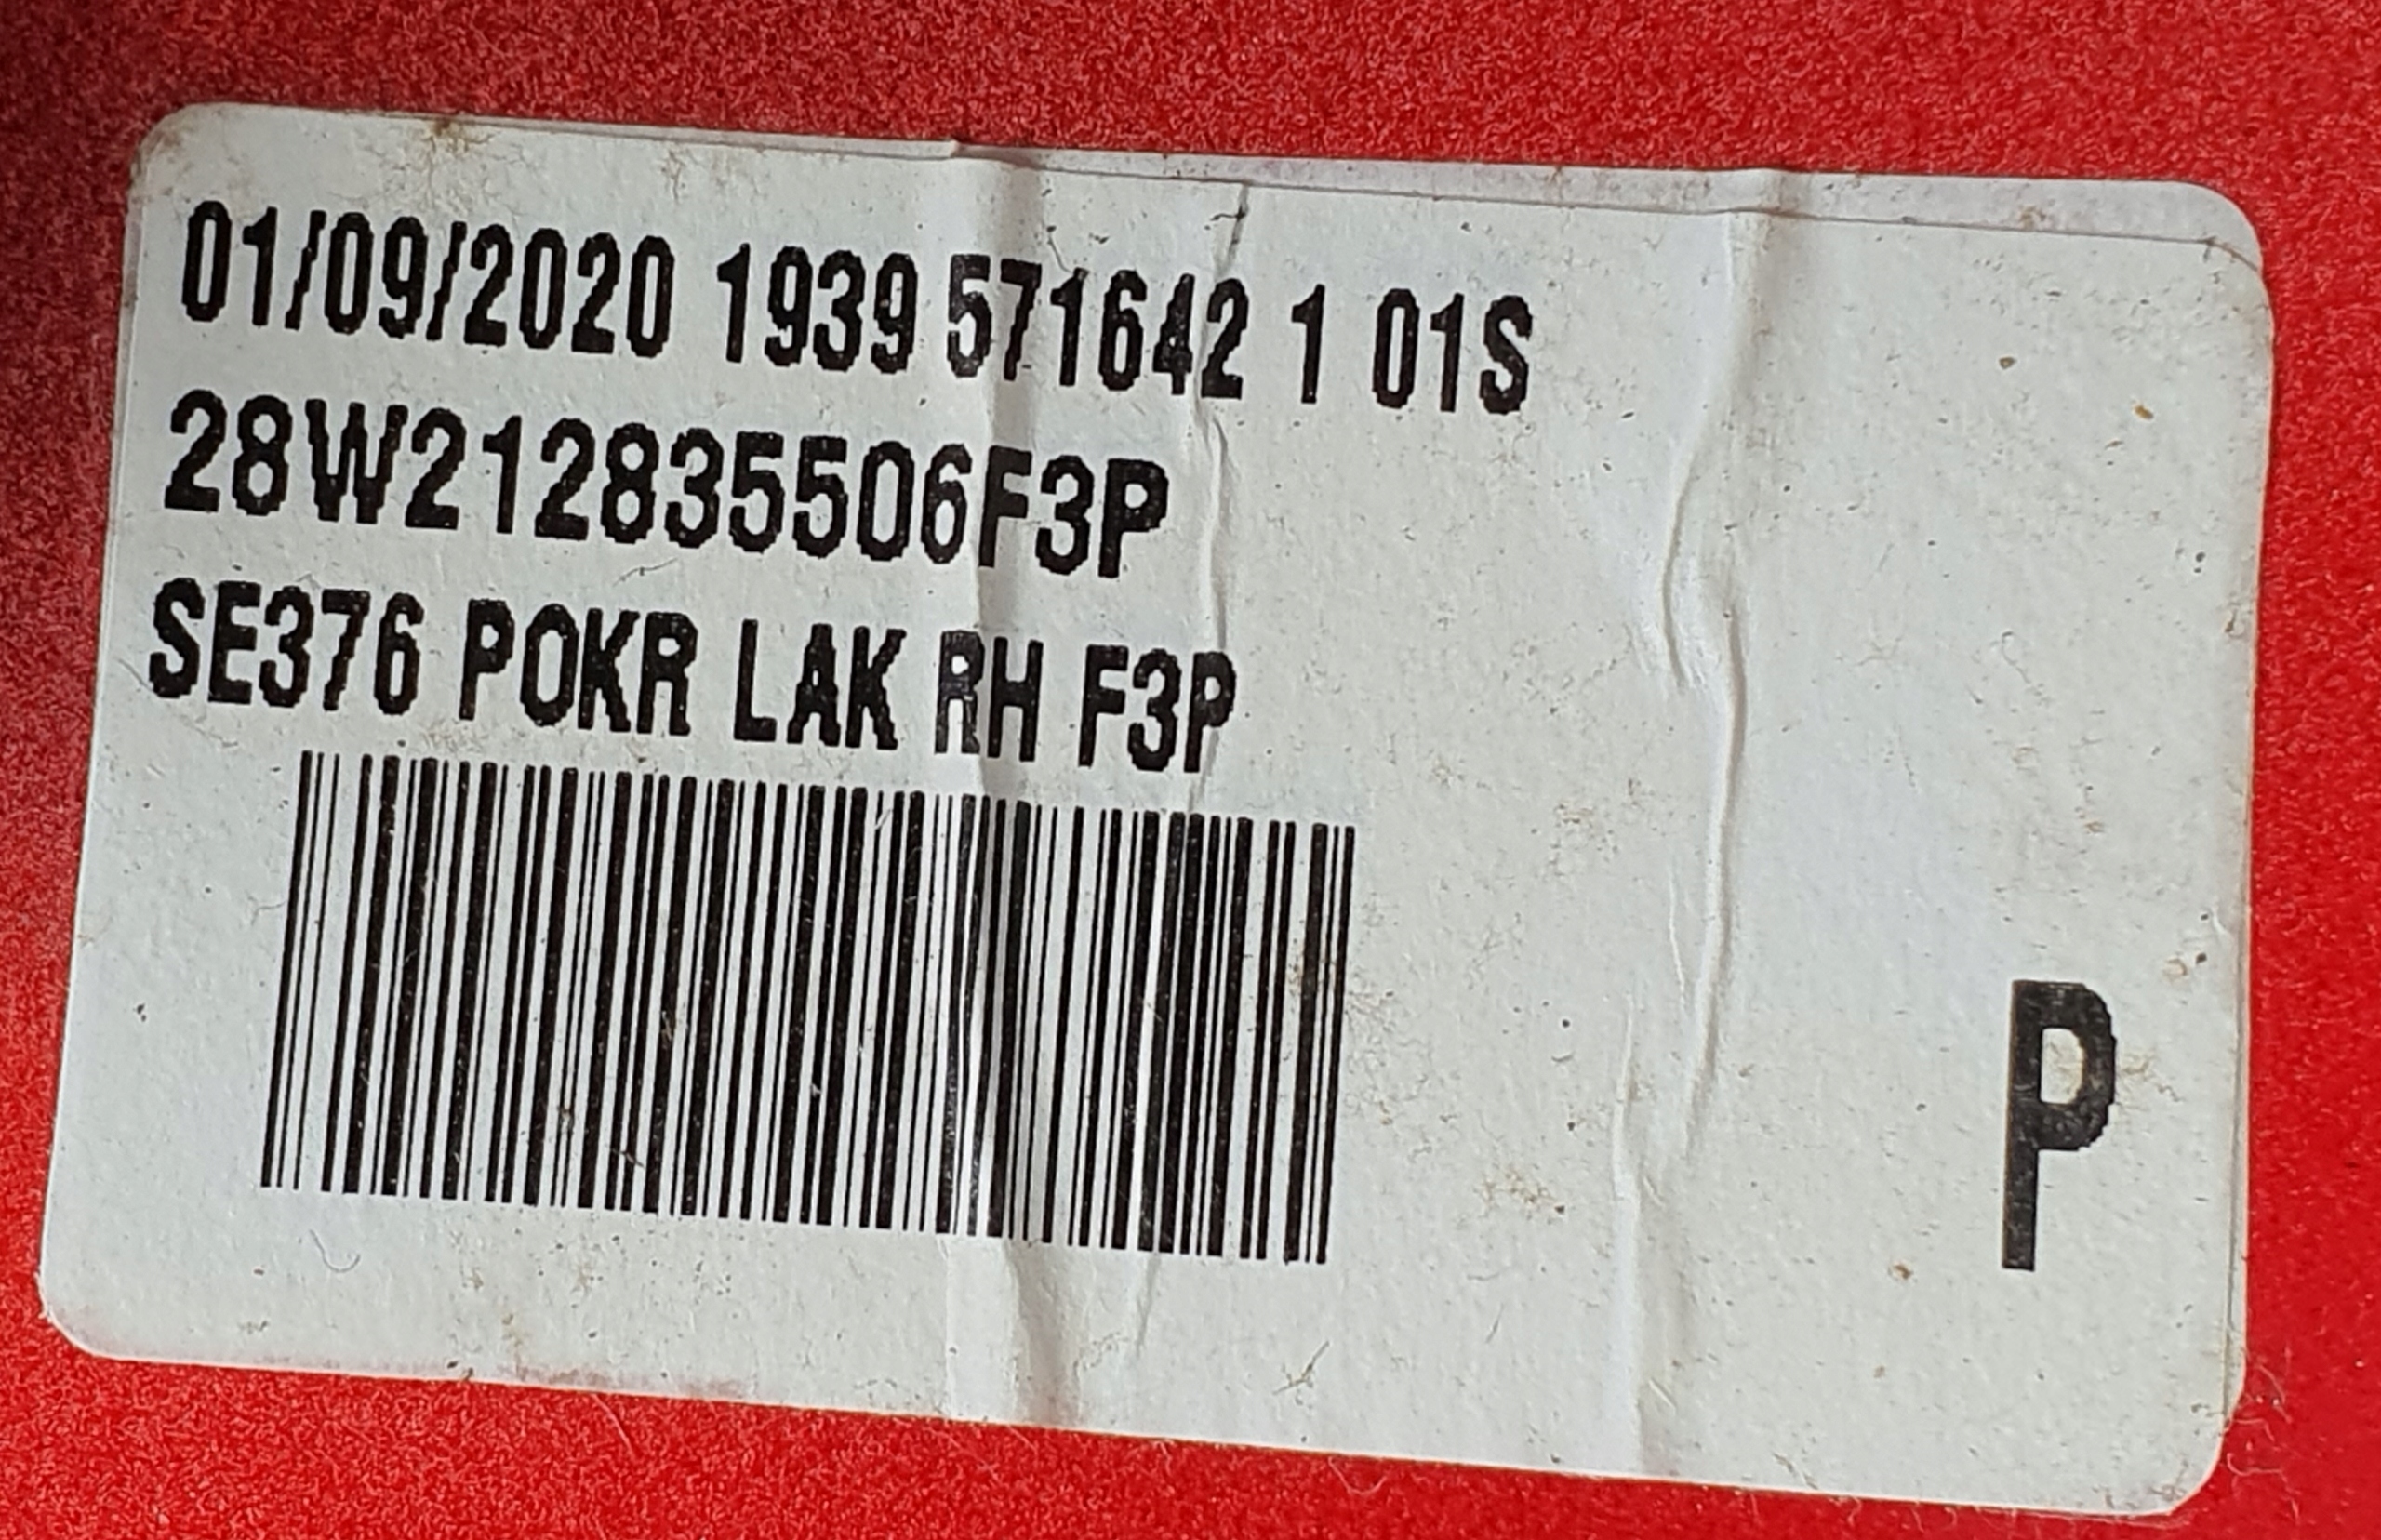 01/09/2020 1939 571642 1 01S
28W212835506F3P
SE376 POKR LAK RH F3P
P